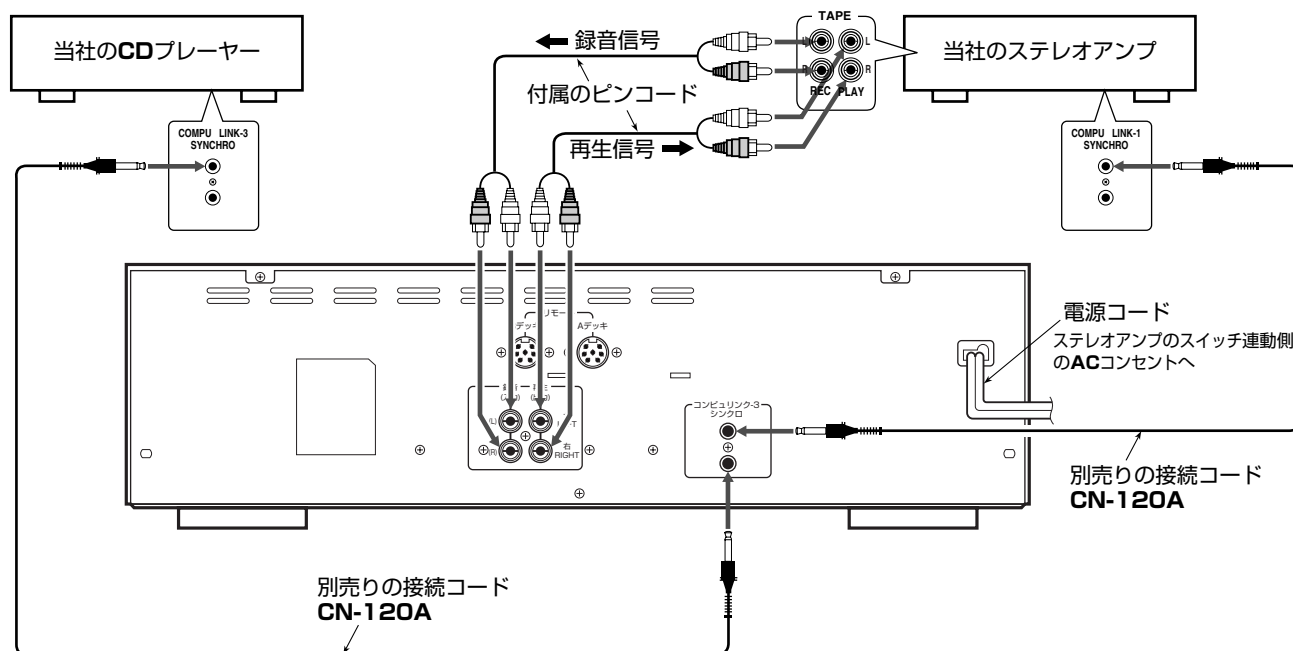 当社のCDプレーヤー
COMPU LINK-3
SYNCHRO
録音信号
付属のピンコード
再生信号
TAPE
L
R
REC PLAY
当社のステレオアンプ
COMPU LINK-1
SYNCHRO
Aデッキ
(L)
(R)
右
RIGHT
コンピュリンク-3
シンクロ
電源コード
ステレオアンプのスイッチ連動側
のACコンセントへ
別売りの接続コード
CN-120A
別売りの接続コード
CN-120A